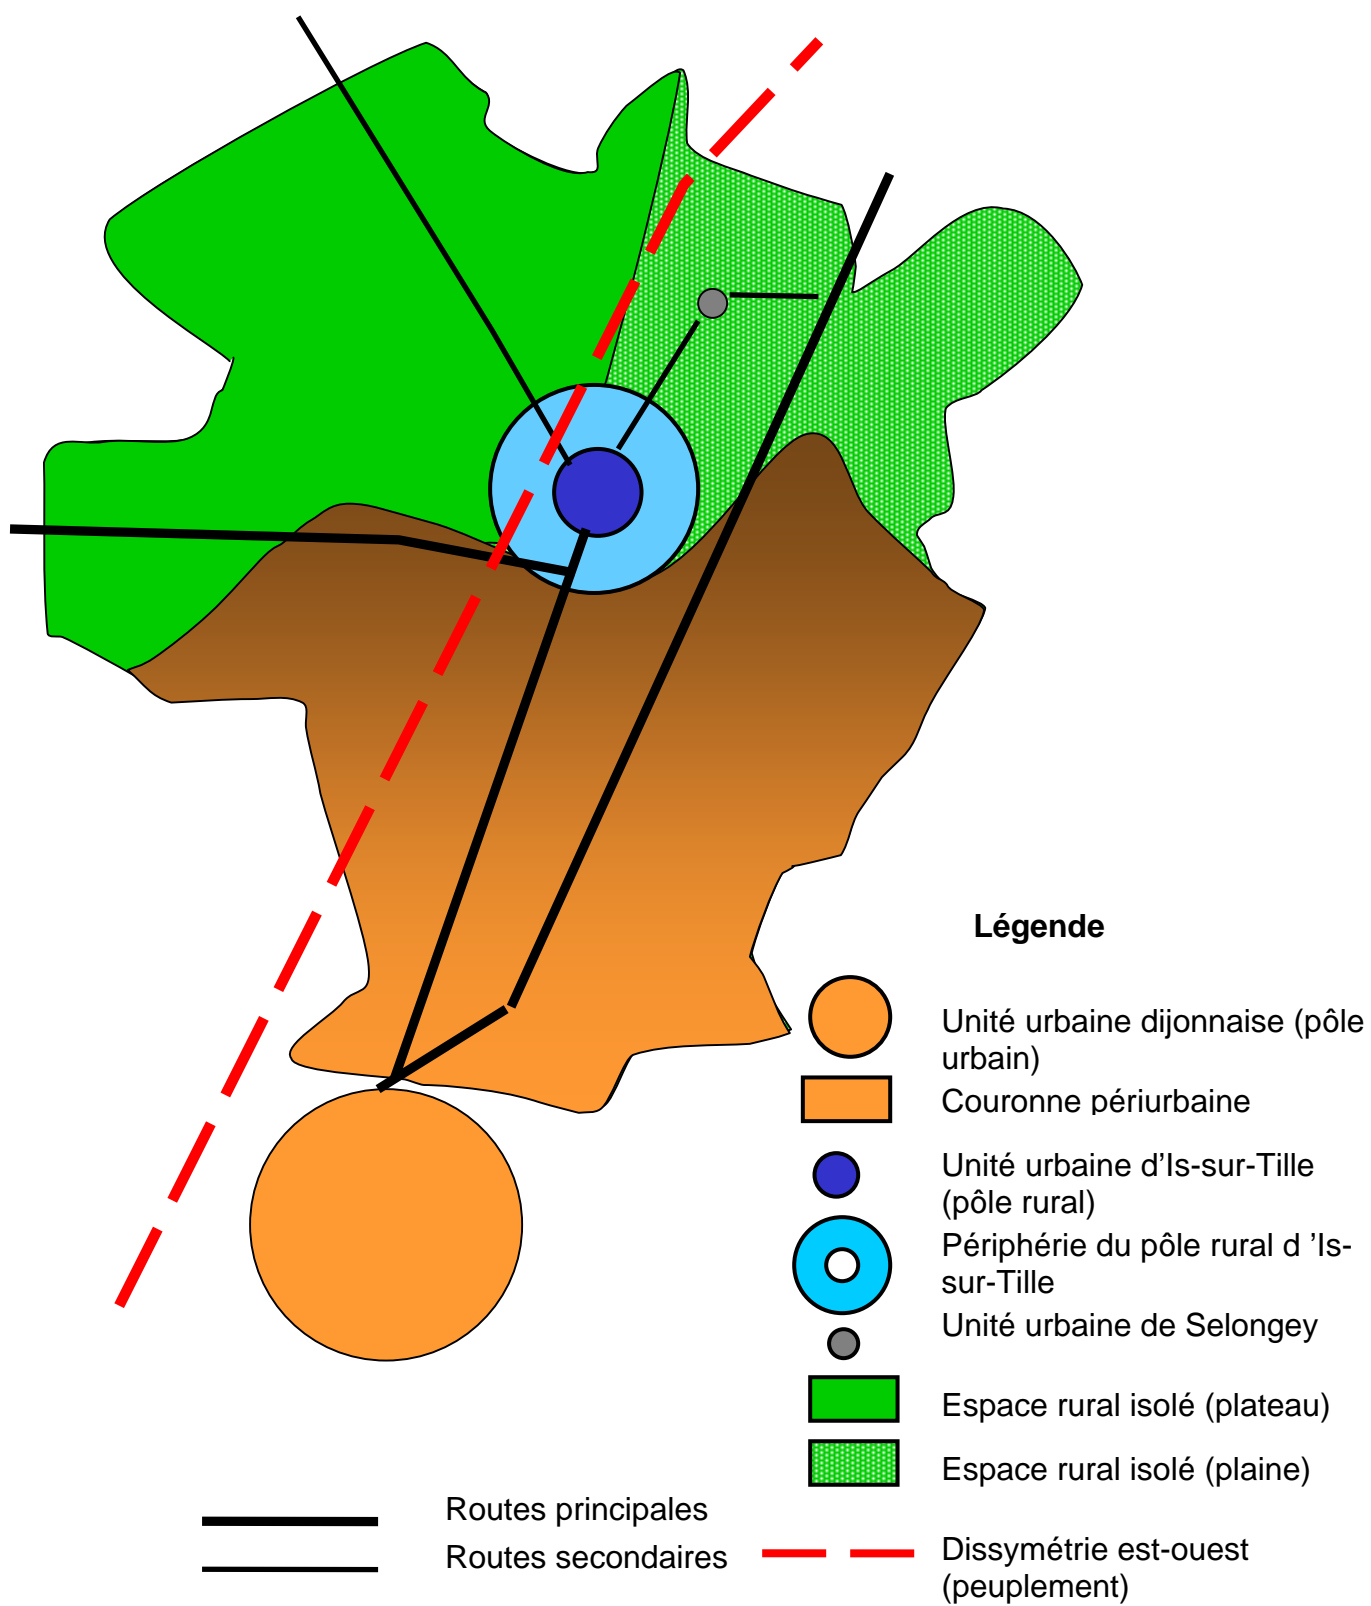 Légende
Unité urbaine dijonnaise (pôle
urbain)
Couronne périurbaine
Unité urbaine d’Is-sur-Tille
(pôle rural)
Périphérie du pôle rural d ’Is-
sur-Tille
Unité urbaine de Selongey
Espace rural isolé (plateau)
Espace rural isolé (plaine)
Routes principales
Routes secondaires
Dissymétrie est-ouest
(peuplement)